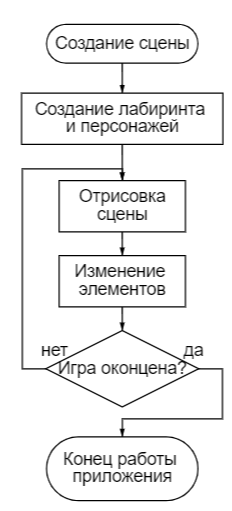 Создание сцены
Создание лабиринта
и персонажей
Отрисовка
сцены
Изменение
элементов
нет
да
Игра оконцена?
Конец работы
приложения